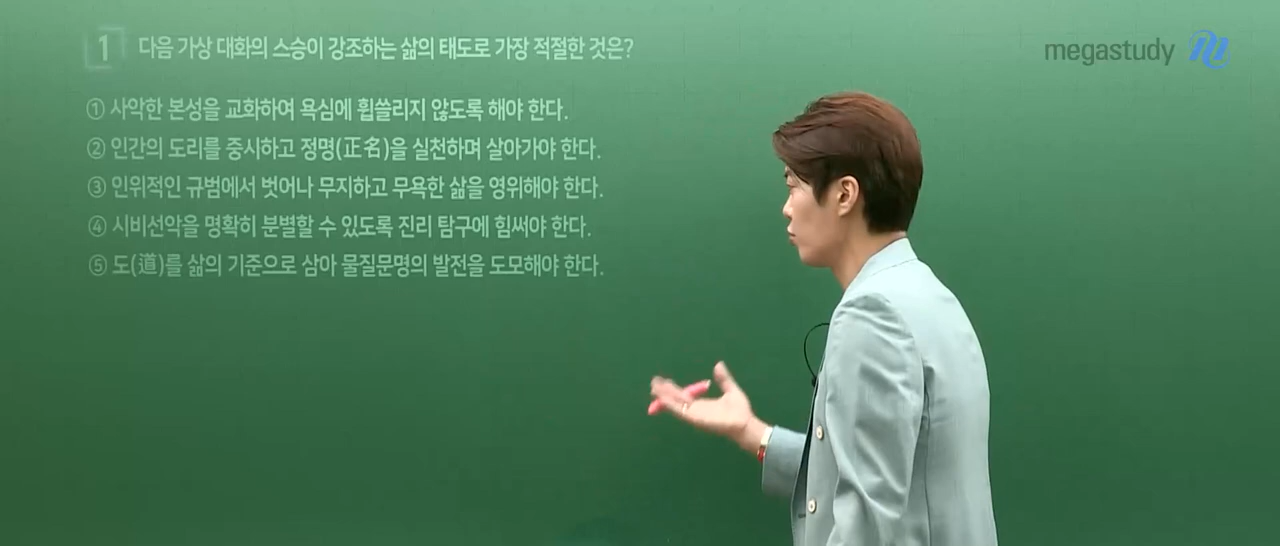 1 다음 가상 대화의 스승이 강조하는 삶의 태도로 가장 적절한 것은?
megastudy
① 사악한 본성을 교화하여 욕심에 휩쓸리지 않도록 해야 한다.
② 인간의 도리를 중시하고 정명(正名)을 실천하며 살아가야 한다.
③ 인위적인 규범에서 벗어나 무지하고 무욕한 삶을 영위해야 한다.
④ 시비선악을 명확히 분별할 수 있도록 진리 탐구에 힘써야 한다.
⑤ 도(道)를 삶의 기준으로 삼아 물질문명의 발전을 도모해야 한다.